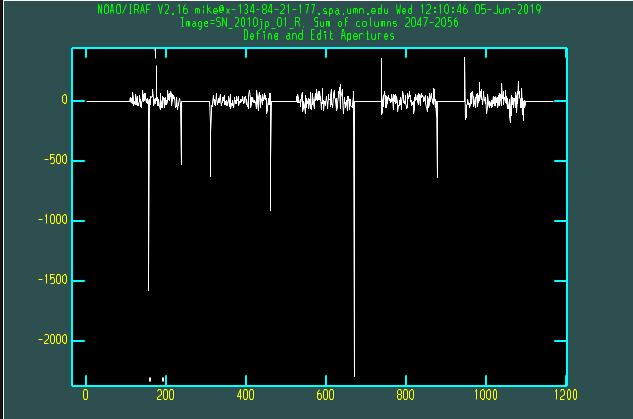 NOAO/IRAF V2.16 mike@x-134-84-21-177.spa.umn.edu Wed 12:10:46 05-Jun-2019
Image=SN_2010jp_01_R, Sum of columns 2047-2056
Define and Edit Apertures
0
-500
-1000
-1500
-2000
0 200 400 600 800 1000 1200